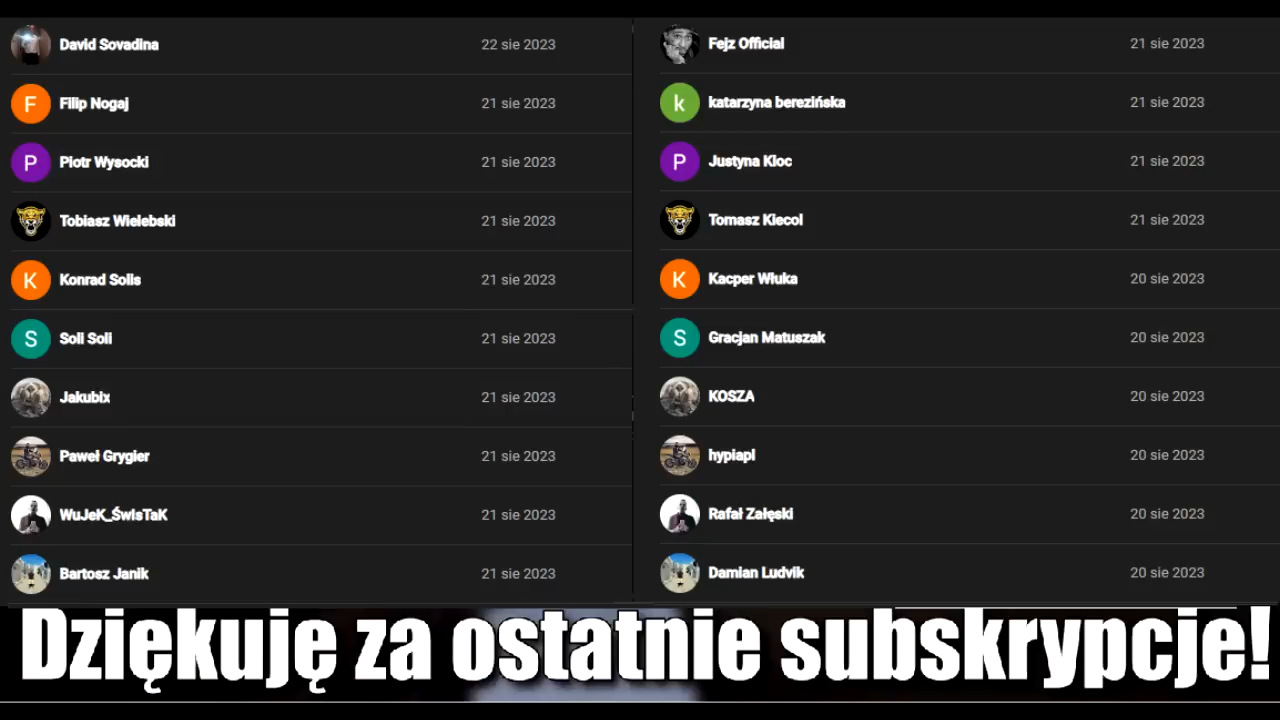 David Sovadina 22 sie 2023
F Filip Nogaj 21 sie 2023
P Piotr Wysocki 21 sie 2023
Tobiasz Wielebski 21 sie 2023
K Konrad Solis 21 sie 2023
S Soli Soli 21 sie 2023
Jakubix 21 sie 2023
Paweł Grygier 21 sie 2023
WuJeK_ŚwIsTaK 21 sie 2023
Bartosz Janik 21 sie 2023
Fejz Official 21 sie 2023
k katarzyna berezińska 21 sie 2023
P Justyna Kloc 21 sie 2023
Tomasz Kiecol 21 sie 2023
K Kacper Włuka 20 sie 2023
S Gracjan Matuszak 20 sie 2023
KOSZA 20 sie 2023
hypiapl 20 sie 2023
Rafał Załęski 20 sie 2023
Damian Ludvik 20 sie 2023
Dziękuję za ostatnie subskrypcje!